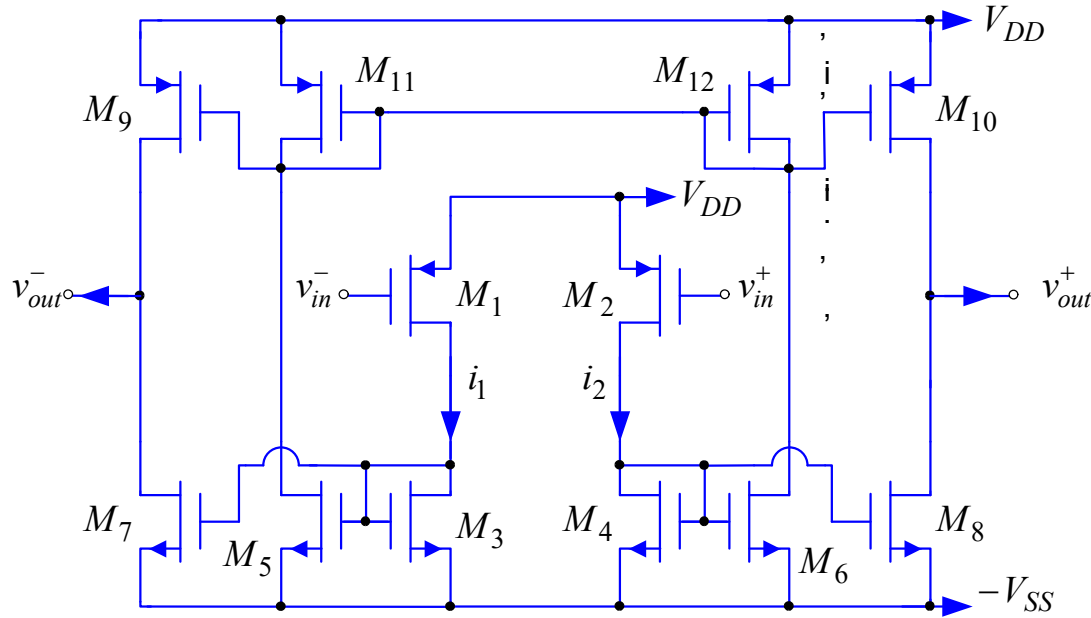 V_DD
M_11
M_12
M_9
M_10
V_DD
v_out^-
v_in^-
M_1
M_2
v_in^+
v_out^+
i_1
i_2
M_7
M_5
M_3
M_4
M_6
M_8
-V_SS